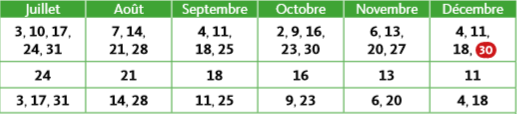 Juillet Août Septembre Octobre Novembre Décembre
3, 10, 17, 7, 14, 4, 11, 2, 9, 16, 6, 13, 4, 11,
24, 31 21, 28 18, 25 23, 30 20, 27 18, 30
24 21 18 16 13 11
3, 17, 31 14, 28 11, 25 9, 23 6, 20 4, 18